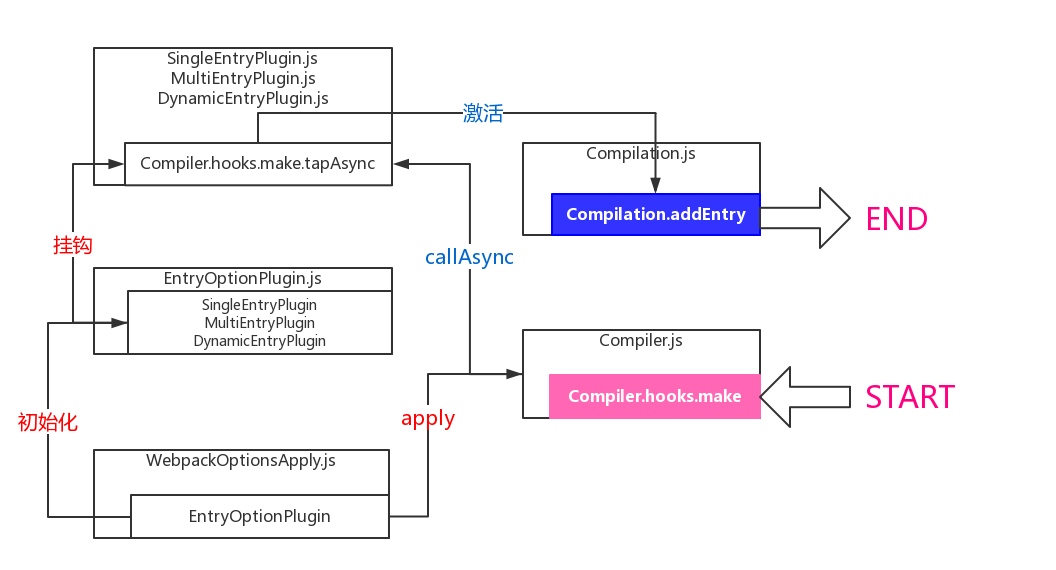 SingleEntryPlugin.js
MultiEntryPlugin.js
DynamicEntryPlugin.js
激活
Compiler.hooks.make.tapAsync
Compilation.js
Compilation.addEntry
END
挂钩
callAsync
EntryOptionPlugin.js
SingleEntryPlugin
MultiEntryPlugin
DynamicEntryPlugin
Compiler.js
Compiler.hooks.make
START
初始化
apply
WebpackOptionsApply.js
EntryOptionPlugin